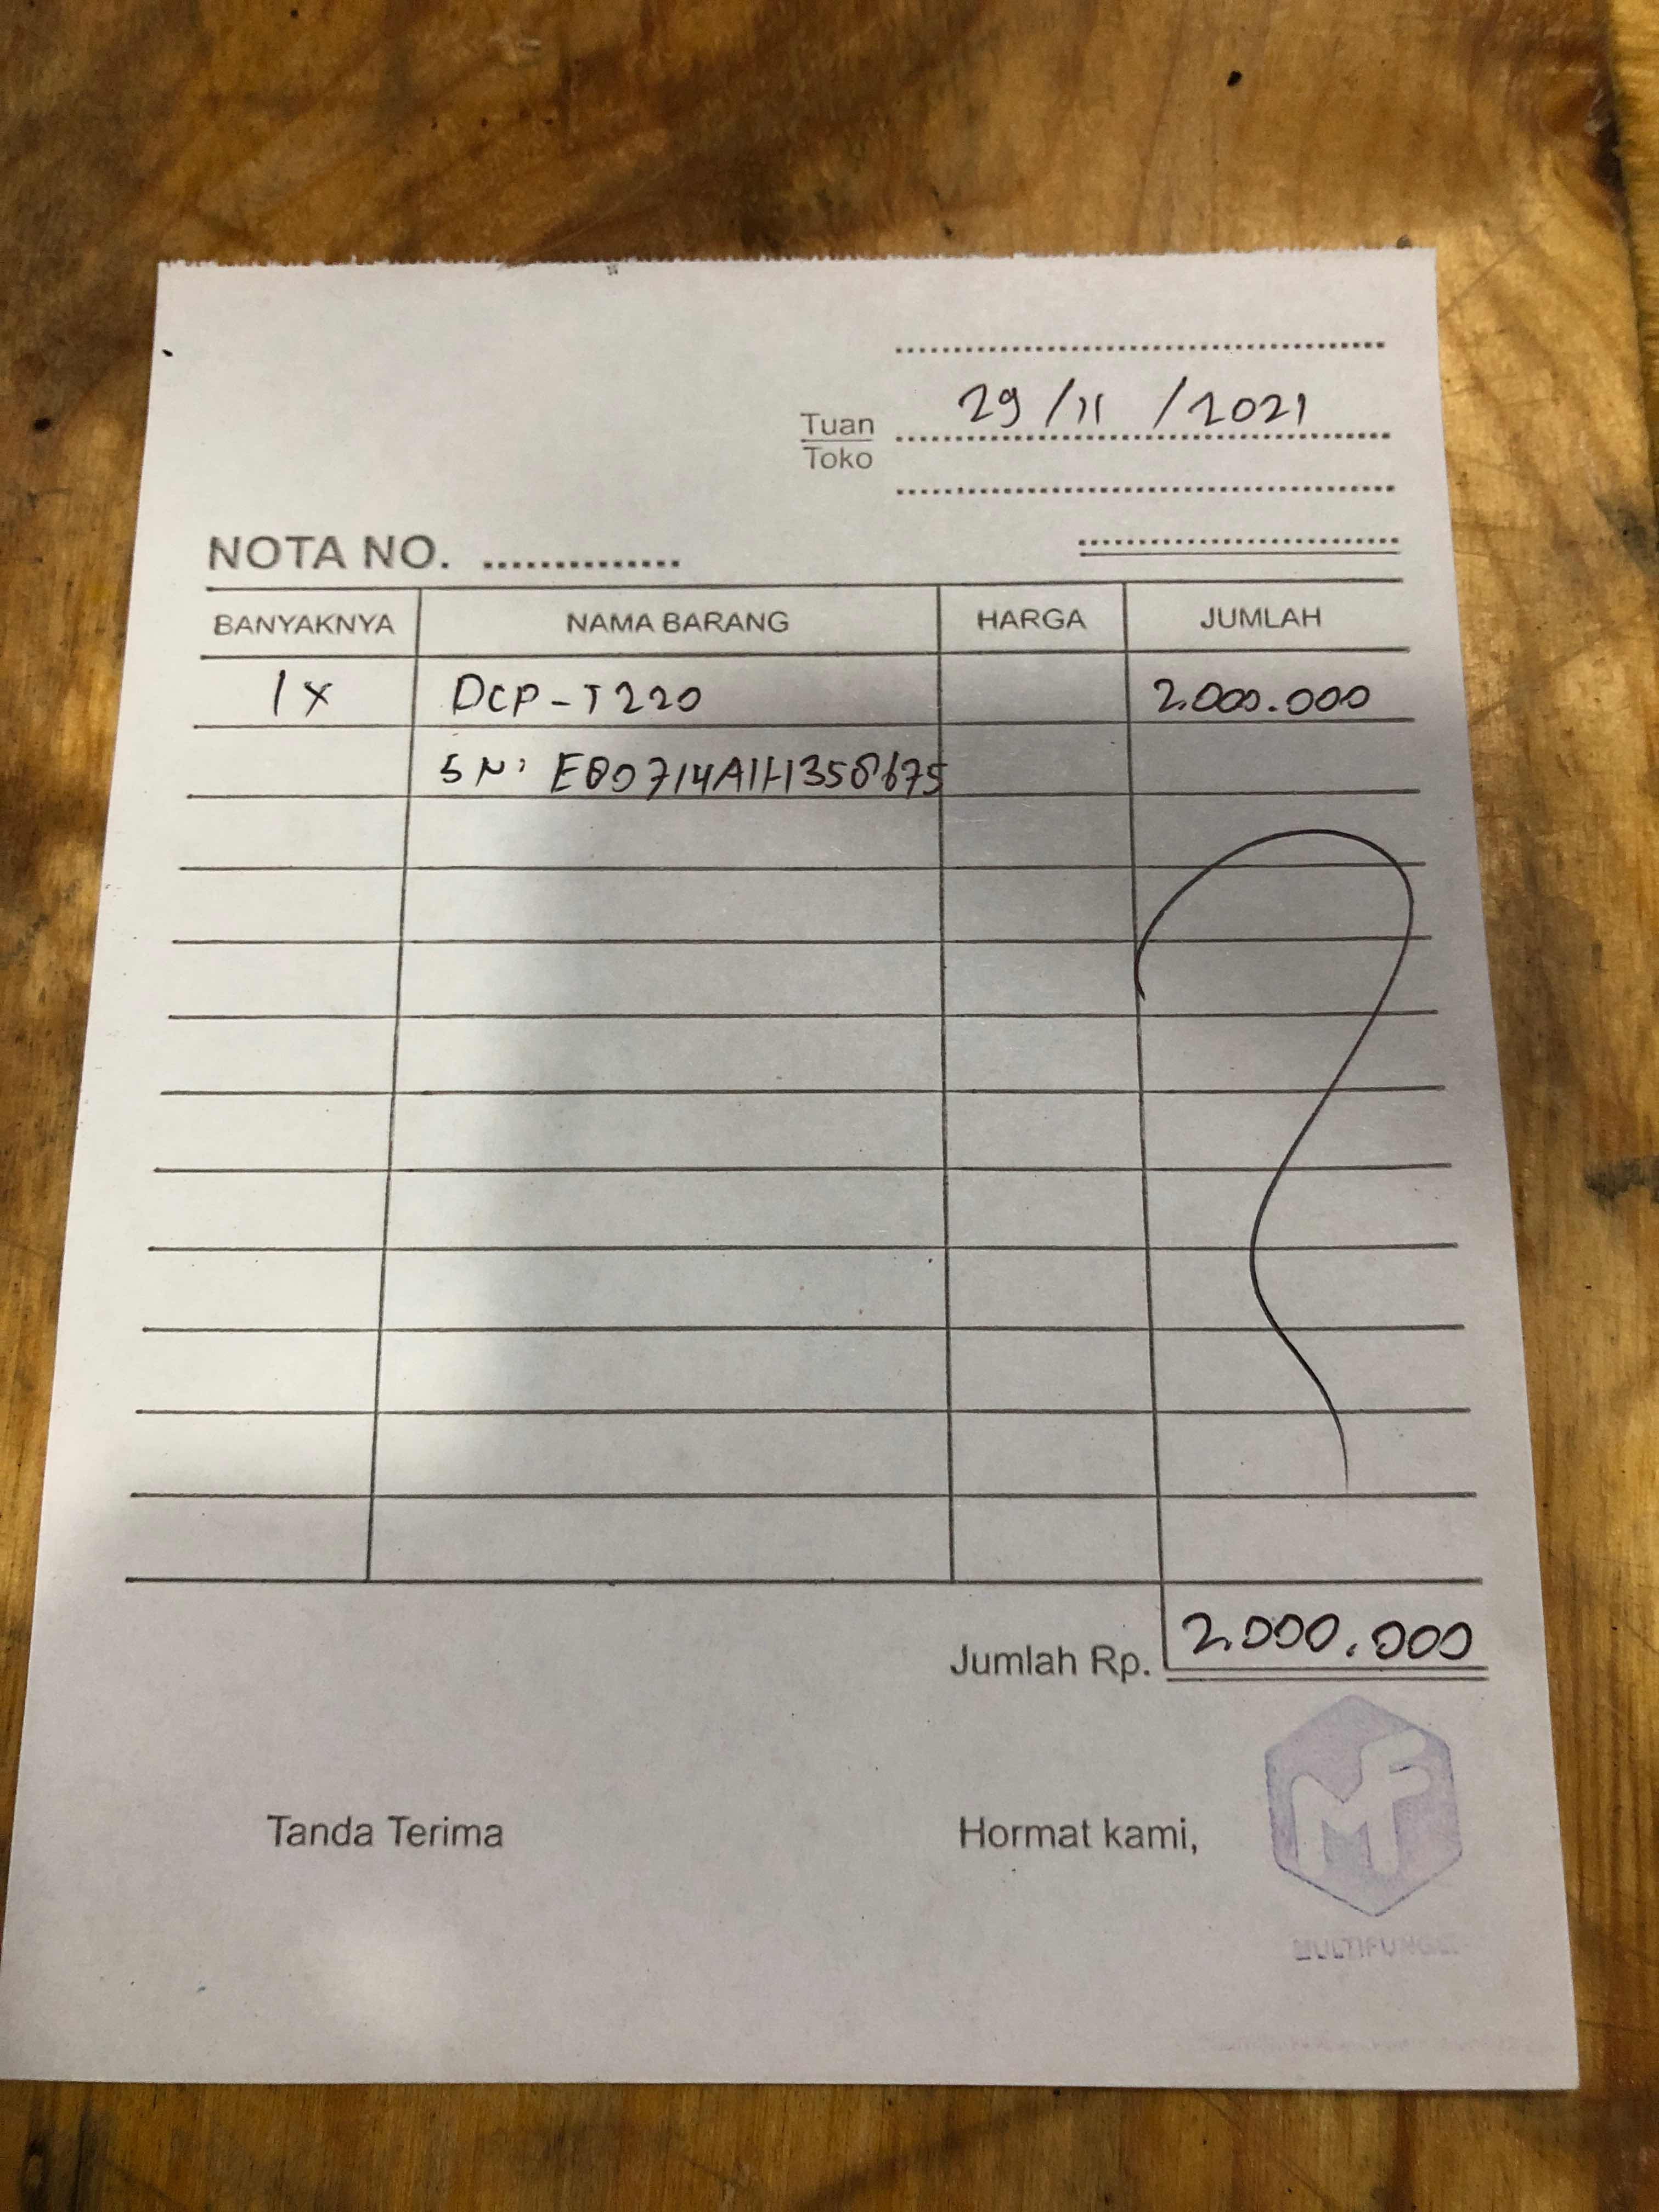 29/11/2021
Tuan
Toko
NOTA NO. ..............
BANYAKNYA NAMA BARANG HARGA JUMLAH
1X DCP-T220 2.000.000
SN: E80714A1H358675
Jumlah Rp. 2.000.000
Tanda Terima Hormat kami,
MF